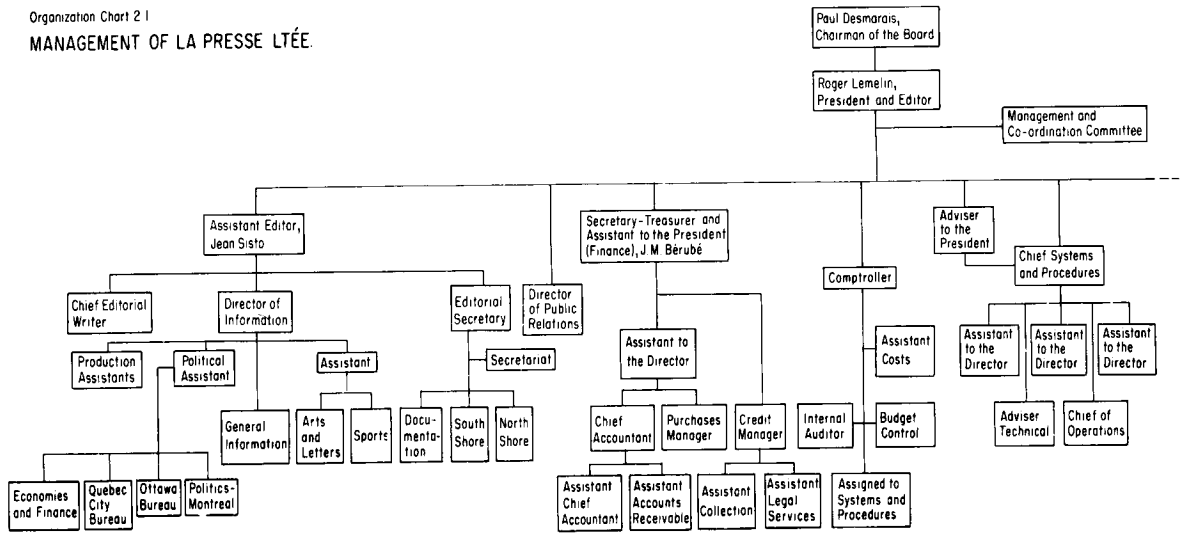 Organization Chart 2 1
MANAGEMENT OF LA PRESSE LTÉE.
Paul Desmarais,
Chairman of the Board
Roger Lemelin,
President and Editor
Management and
Co-ordination Committee
Assistant Editor,
Jean Sisto
Secretary-Treasurer and
Assistant to the President
(Finance), J.M. Bérubé
Adviser
to the
President
Chief Systems
and Procedures
Comptroller
Chief Editorial
Writer
Director of
Information
Editorial
Secretary
Director
of Public
Relations
Production
Assistants
Political
Assistant
Assistant
Secretariat
Assistant to
the Director
Assistant
Costs
Assistant
to the
Director
Assistant
to the
Director
Assistant
to the
Director
General
Information
Arts
and
Letters
Sports
Docu-
menta-
tion
South
Shore
North
Shore
Chief
Accountant
Purchases
Manager
Credit
Manager
Internal
Auditor
Budget
Control
Adviser
Technical
Chief of
Operations
Economies
and Finance
Quebec
City
Bureau
Ottawa
Bureau
Politics-
Montreal
Assistant
Chief
Accountant
Assistant
Accounts
Receivable
Assistant
Collection
Assistant
Legal
Services
Assigned to
Systems and
Procedures